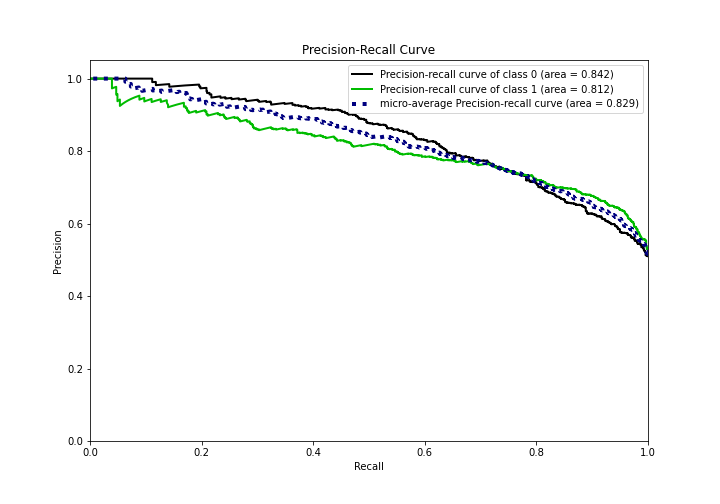 Precision-Recall Curve
Precision-recall curve of class 0 (area = 0.842)
Precision-recall curve of class 1 (area = 0.812)
micro-average Precision-recall curve (area = 0.829)
1.0
0.8
0.6
0.4
0.2
0.0
Precision
0.0 0.2 0.4 0.6 0.8 1.0
Recall